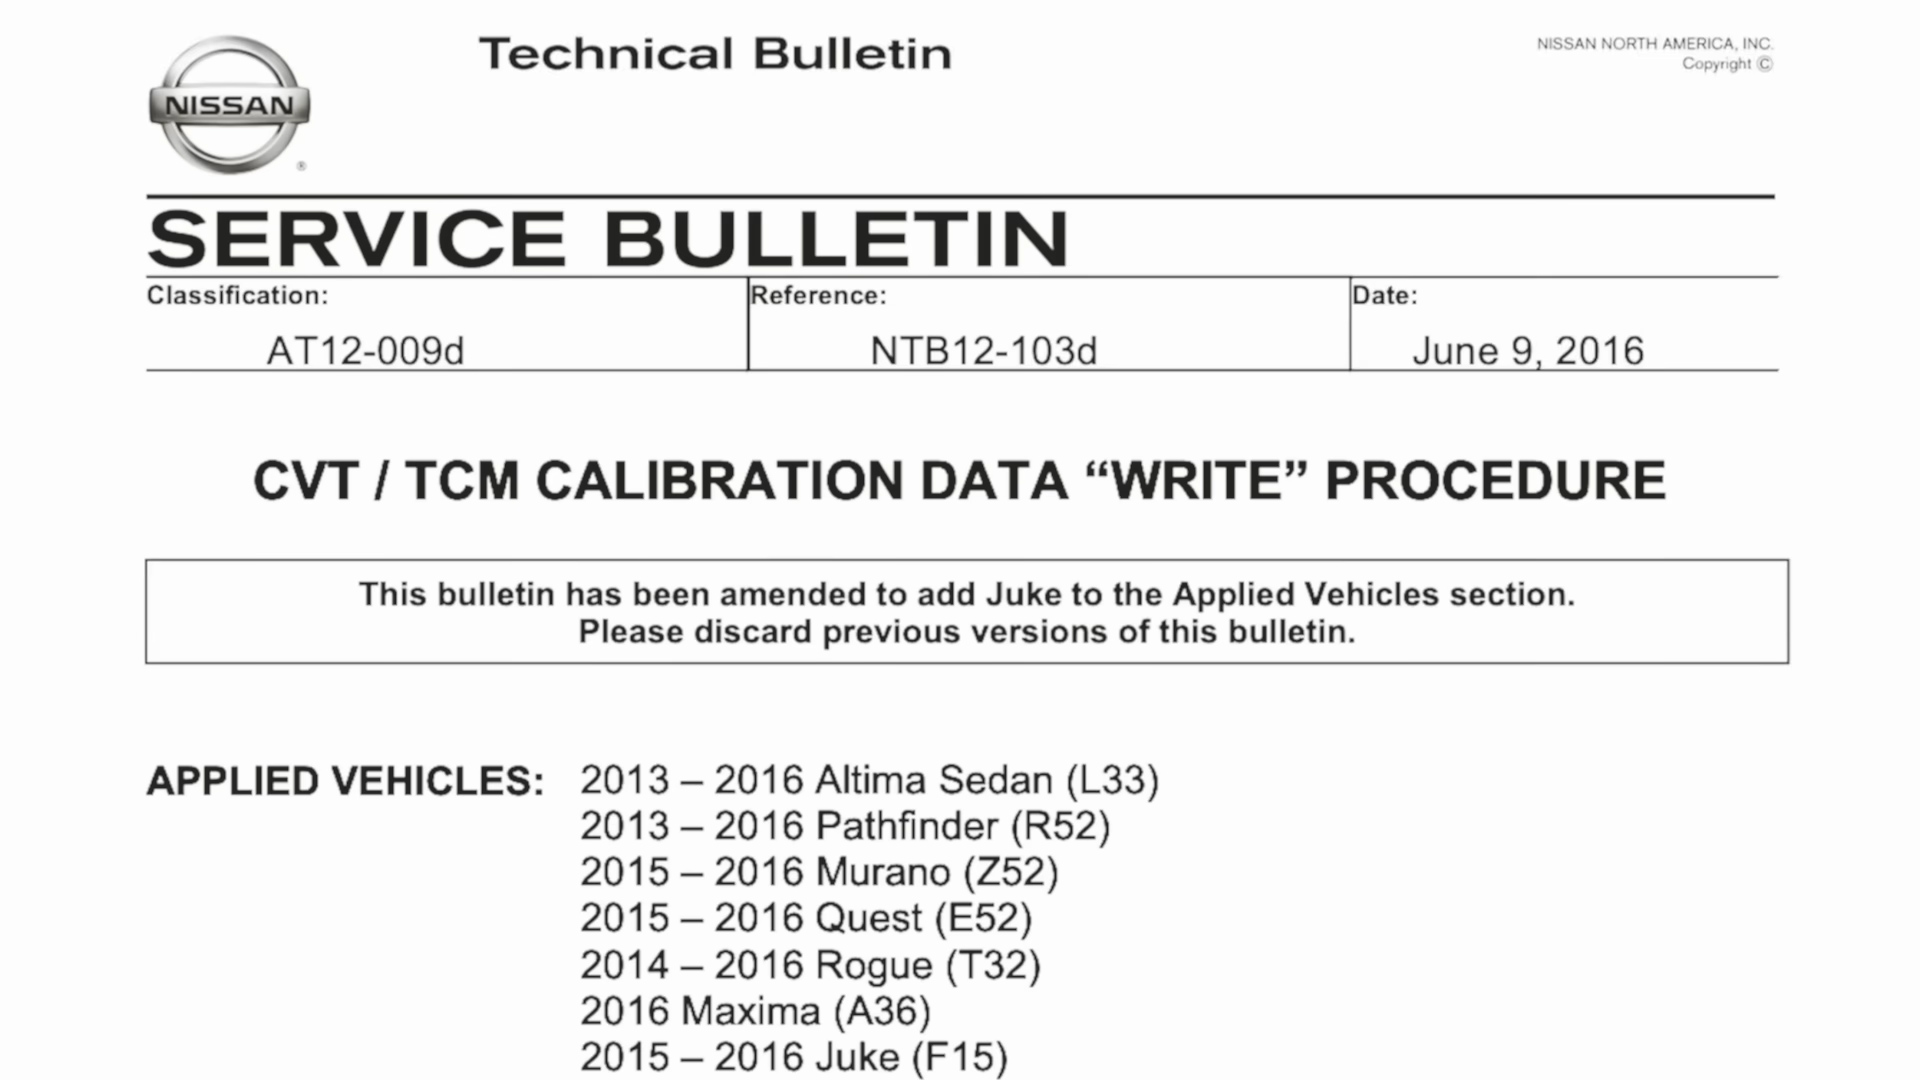 Technical Bulletin
NISSAN NORTH AMERICA, INC.
Copyright ©
NISSAN
®
SERVICE BULLETIN
Classification:
Reference:
Date:
AT12-009d
NTB12-103d
June 9, 2016
CVT / TCM CALIBRATION DATA “WRITE” PROCEDURE
This bulletin has been amended to add Juke to the Applied Vehicles section.
Please discard previous versions of this bulletin.
APPLIED VEHICLES: 2013 – 2016 Altima Sedan (L33)
2013 – 2016 Pathfinder (R52)
2015 – 2016 Murano (Z52)
2015 – 2016 Quest (E52)
2014 – 2016 Rogue (T32)
2016 Maxima (A36)
2015 – 2016 Juke (F15)